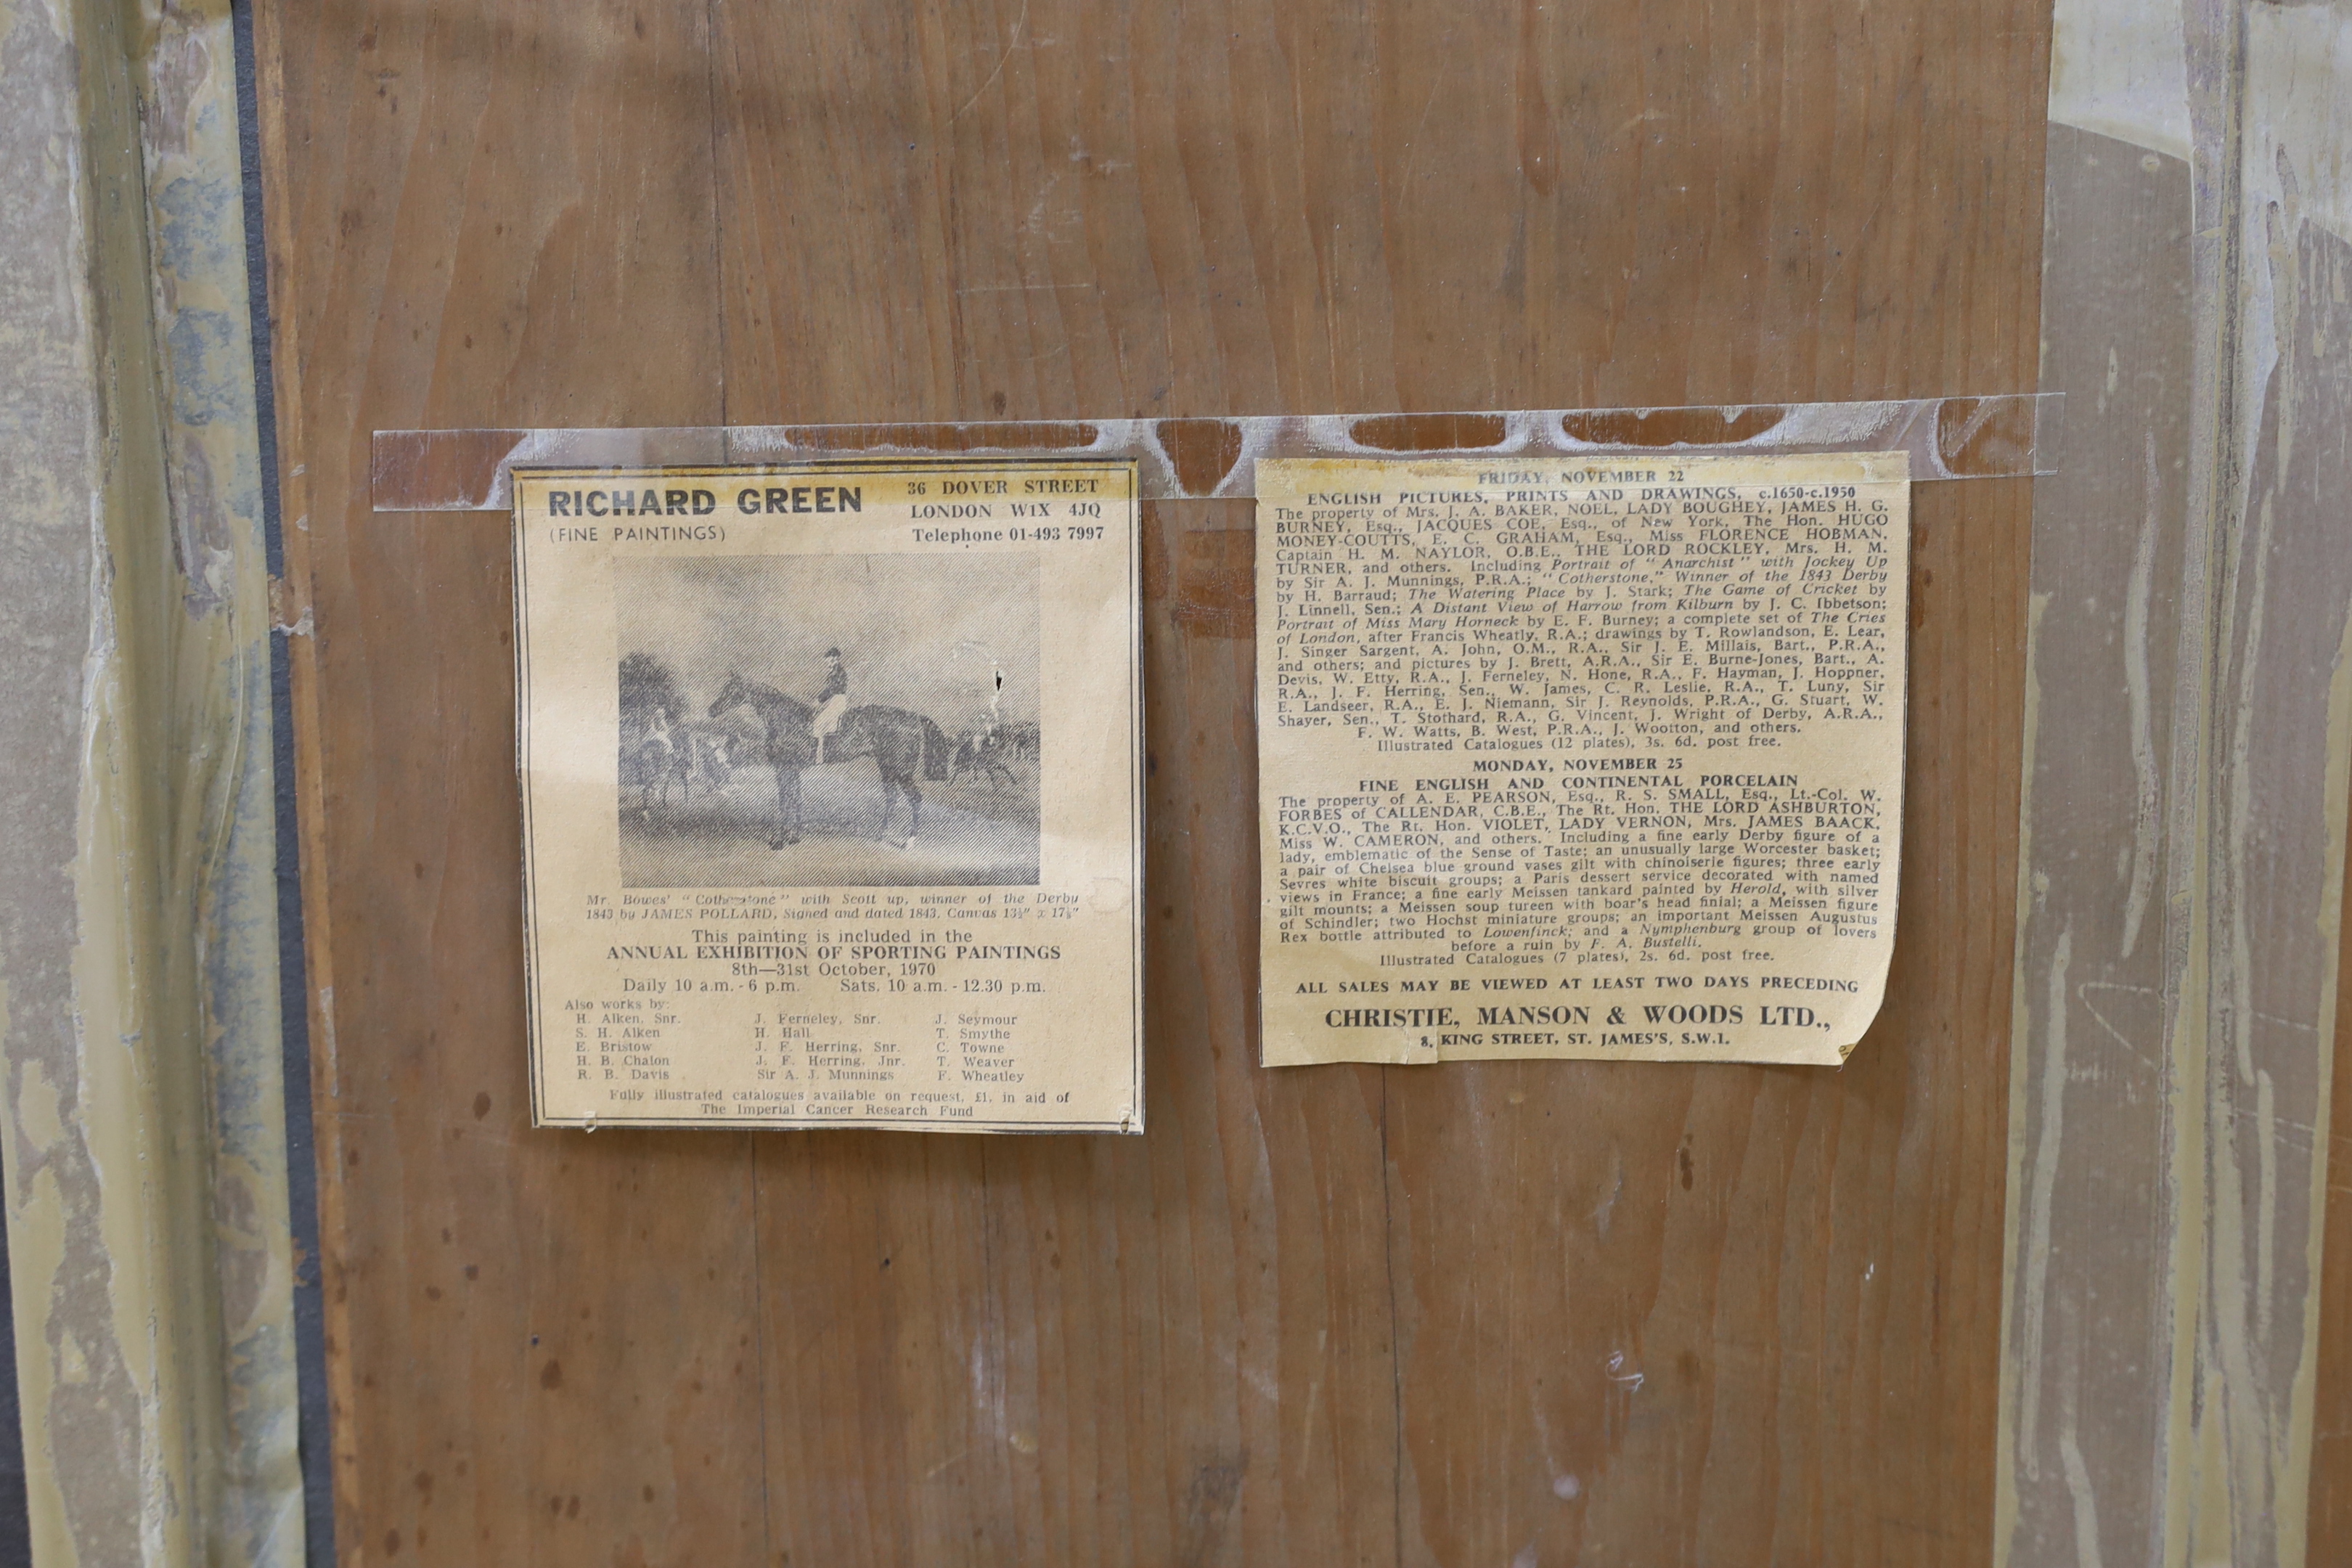 RICHARD GREEN
(FINE PAINTINGS)
36 DOVER STREET
LONDON W1X 4JQ
Telephone 01-493 7997
Mr. Bowes' "Cotherstone" with Scott up, winner of the Derby
1843 by JAMES POLLARD, Signed and dated 1843. Canvas 13½" x 17½"
This painting is included in the
ANNUAL EXHIBITION OF SPORTING PAINTINGS
8th—31st October, 1970
Daily 10 a.m. - 6 p.m. Sats. 10 a.m. - 12.30 p.m.
Also works by:
H. Alken, Snr. J. Ferneley, Snr. J. Seymour
S. H. Alken H. Hall T. Smythe
E. Bristow J. F. Herring, Snr. C. Towne
H. B. Chalon J. F. Herring, Jnr. T. Weaver
R. B. Davis Sir A. J. Munnings F. Wheatley
Fully illustrated catalogues available on request, £1, in aid of
The Imperial Cancer Research Fund
FRIDAY, NOVEMBER 22
ENGLISH PICTURES, PRINTS AND DRAWINGS, c.1650-c.1950
The property of Mrs. J. A. BAKER, NOEL, LADY BOUGHEY, JAMES H. G.
BURNEY, Esq., JACQUES COE, Esq., of New York, The Hon. HUGO
MONEY-COUTTS, E. C. GRAHAM, Esq., Miss FLORENCE HOBMAN,
Captain H. M. NAYLOR, O.B.E., THE LORD ROCKLEY, Mrs. H. M.
TURNER, and others. Including Portrait of "Anarchist" with Jockey Up
by Sir A. J. Munnings, P.R.A.; "Cotherstone," Winner of the 1843 Derby
by H. Barraud; The Watering Place by J. Stark; The Game of Cricket by
J. Linnell, Sen.; A Distant View of Harrow from Kilburn by J. C. Ibbetson;
Portrait of Miss Mary Horneck by E. F. Burney; a complete set of The Cries
of London, after Francis Wheatly, R.A.; drawings by T. Rowlandson, E. Lear,
J. Singer Sargent, A. John, O.M., R.A., Sir J. E. Millais, Bart., P.R.A.,
and others; and pictures by J. Brett, A.R.A., Sir E. Burne-Jones, Bart., A.
Devis, W. Etty, R.A., J. Ferneley, N. Hone, R.A., F. Hayman, J. Hoppner,
R.A., J. F. Herring, Sen., W. James, C. R. Leslie, R.A., T. Luny, Sir
E. Landseer, R.A., E. J. Niemann, Sir J. Reynolds, P.R.A., G. Stuart, W.
Shayer, Sen., T. Stothard, R.A., G. Vincent, J. Wright of Derby, A.R.A.,
F. W. Watts, B. West, P.R.A., J. Wootton, and others.
Illustrated Catalogues (12 plates), 3s. 6d. post free.
MONDAY, NOVEMBER 25
FINE ENGLISH AND CONTINENTAL PORCELAIN
The property of A. E. PEARSON, Esq., R. S. SMALL, Esq., Lt.-Col. W.
FORBES of CALLENDAR, C.B.E., The Rt. Hon. THE LORD ASHBURTON,
K.C.V.O., The Rt. Hon. VIOLET, LADY VERNON, Mrs. JAMES BAACK,
Miss W. CAMERON, and others. Including a fine early Derby figure of a
lady, emblematic of the Sense of Taste; an unusually large Worcester basket;
a pair of Chelsea blue ground vases gilt with chinoiserie figures; three early
Sevres white biscuit groups; a Paris dessert service decorated with named
views in France; a fine early Meissen tankard painted by Herold, with silver
gilt mounts; a Meissen soup tureen with boar's head finial; a Meissen figure
of Schindler; two Hochst miniature groups; an important Meissen Augustus
Rex bottle attributed to Lowenfinck; and a Nymphenburg group of lovers
before a ruin by F. A. Bustelli.
Illustrated Catalogues (7 plates), 2s. 6d. post free.
ALL SALES MAY BE VIEWED AT LEAST TWO DAYS PRECEDING
CHRISTIE, MANSON & WOODS LTD.,
8, KING STREET, ST. JAMES'S, S.W.1.